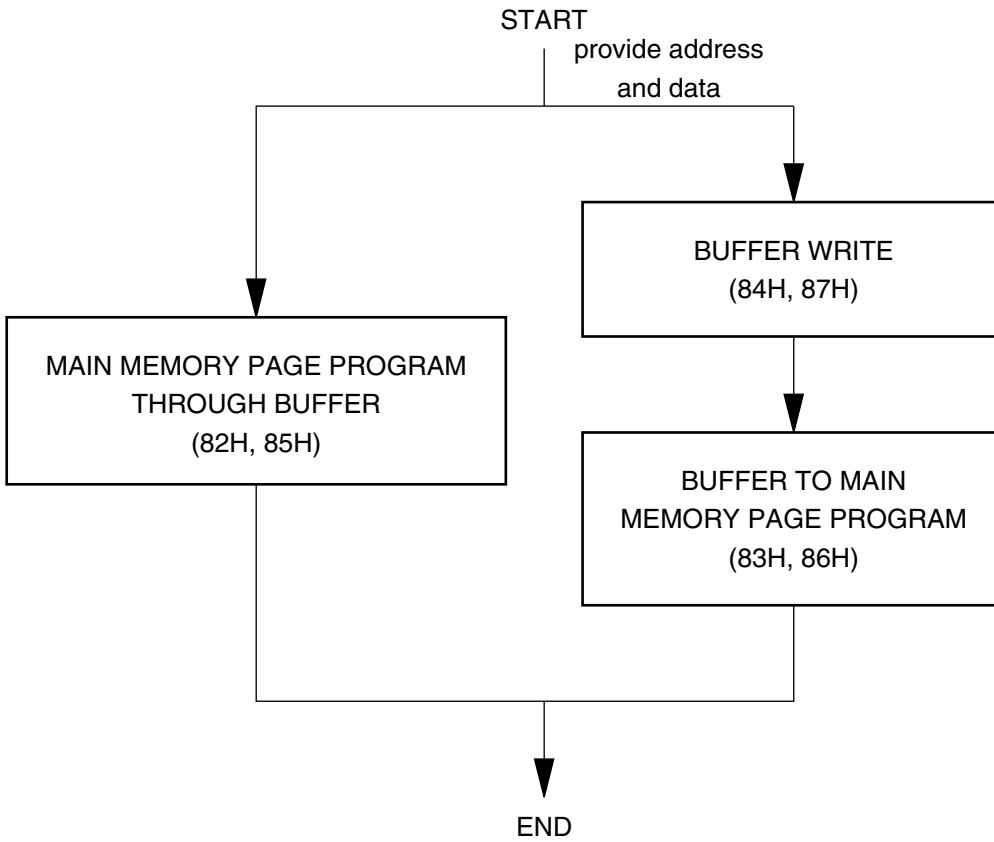 START
provide address
and data
BUFFER WRITE
(84H, 87H)
MAIN MEMORY PAGE PROGRAM
THROUGH BUFFER
(82H, 85H)
BUFFER TO MAIN
MEMORY PAGE PROGRAM
(83H, 86H)
END